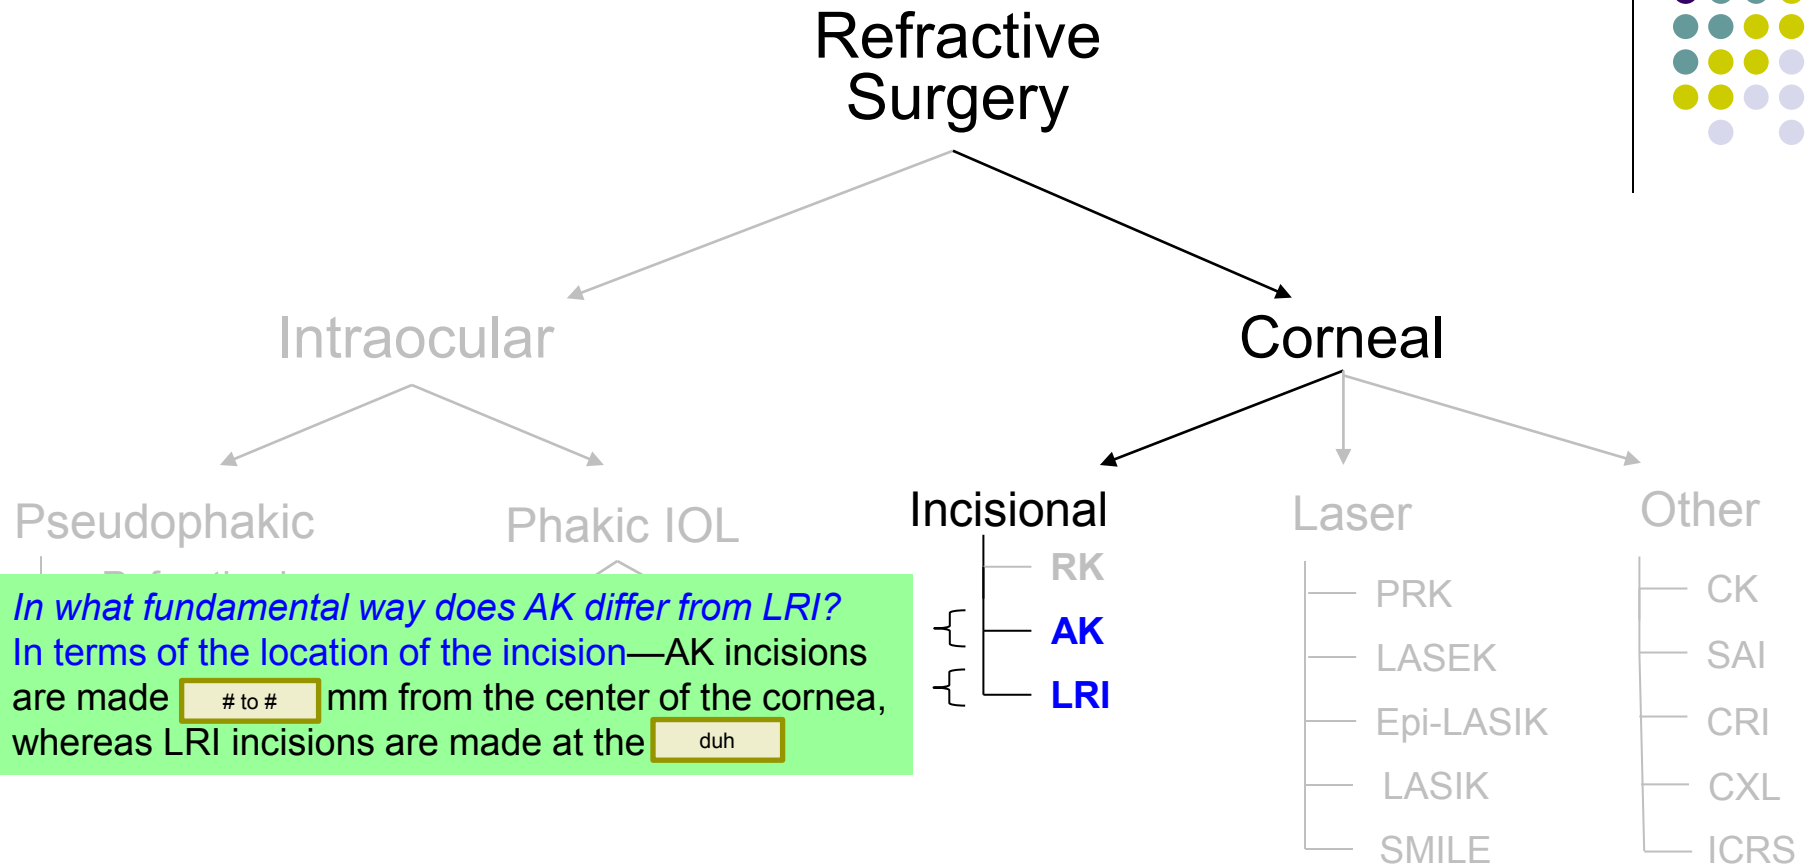 Refractive
Surgery
Intraocular
Corneal
Pseudophakic
Phakic IOL
Incisional
Laser
Other
RK
AK
LRI
PRK
LASEK
Epi-LASIK
LASIK
SMILE
CK
SAI
CRI
CXL
ICRS
In what fundamental way does AK differ from LRI?
In terms of the location of the incision—AK incisions
are made # to # mm from the center of the cornea,
whereas LRI incisions are made at the duh